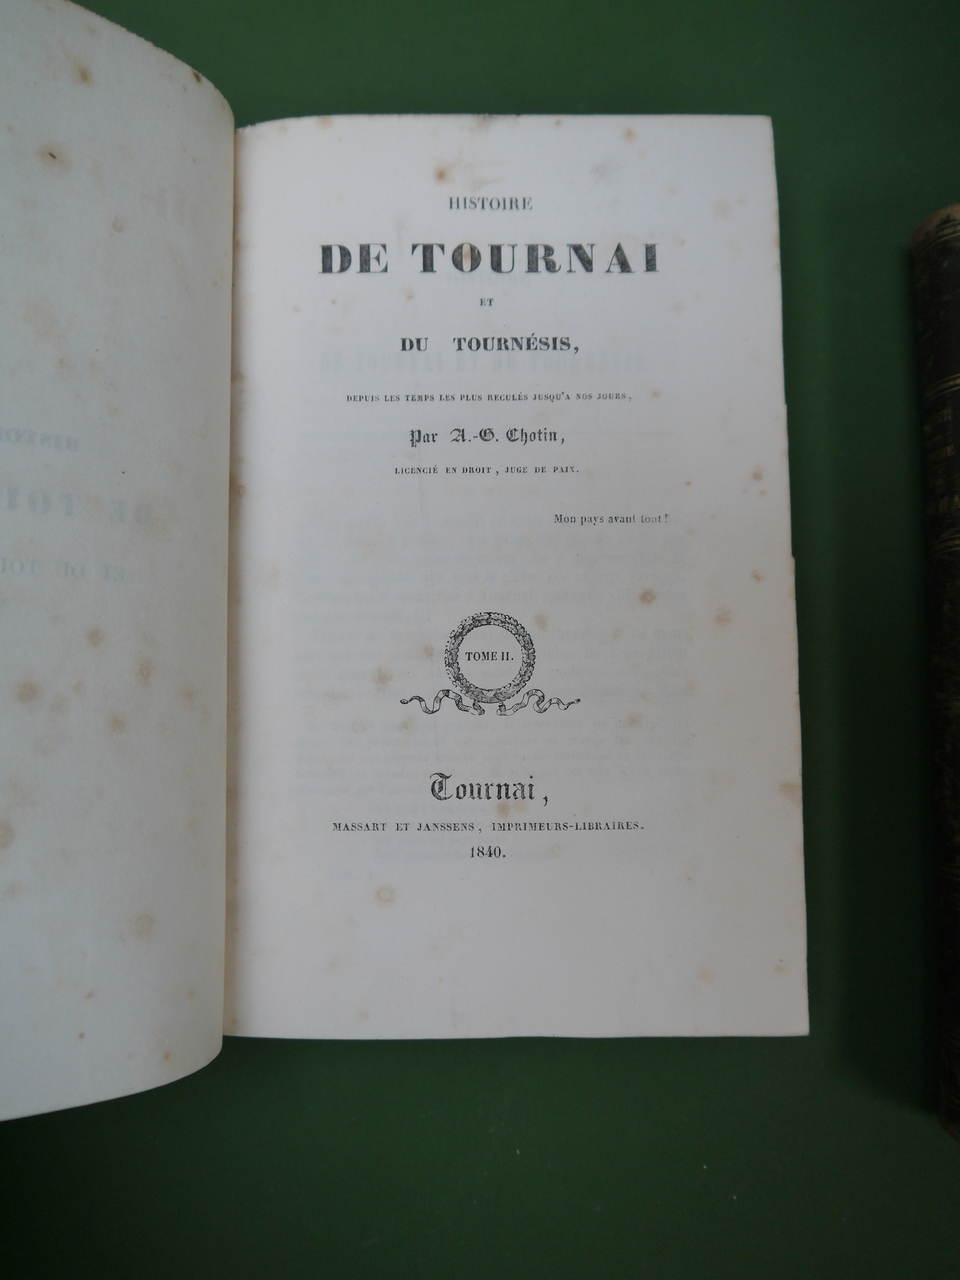 HISTOIRE
DE TOURNAI
ET
DU TOURNÉSIS,
DEPUIS LES TEMPS LES PLUS RECULÉS JUSQU'A NOS JOURS,
Par A.-G. Chotin,
LICENCIÉ EN DROIT, JUGE DE PAIX.
Mon pays avant tout!
TOME II.
Tournai,
MASSART ET JANSSENS, IMPRIMEURS-LIBRAIRES.
1840.